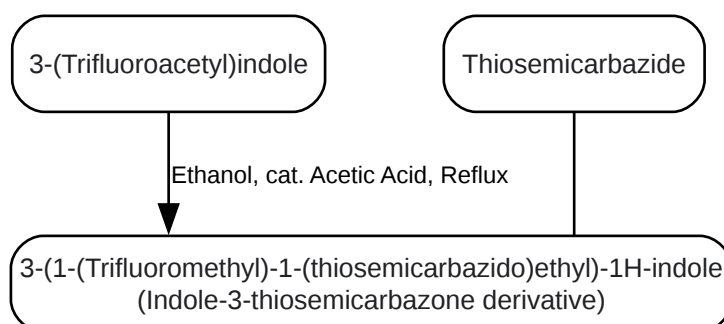 3-(Trifluoroacetyl)indole
Thiosemicarbazide
Ethanol, cat. Acetic Acid, Reflux
3-(1-(Trifluoromethyl)-1-(thiosemicarbazido)ethyl)-1H-indole
(Indole-3-thiosemicarbazone derivative)